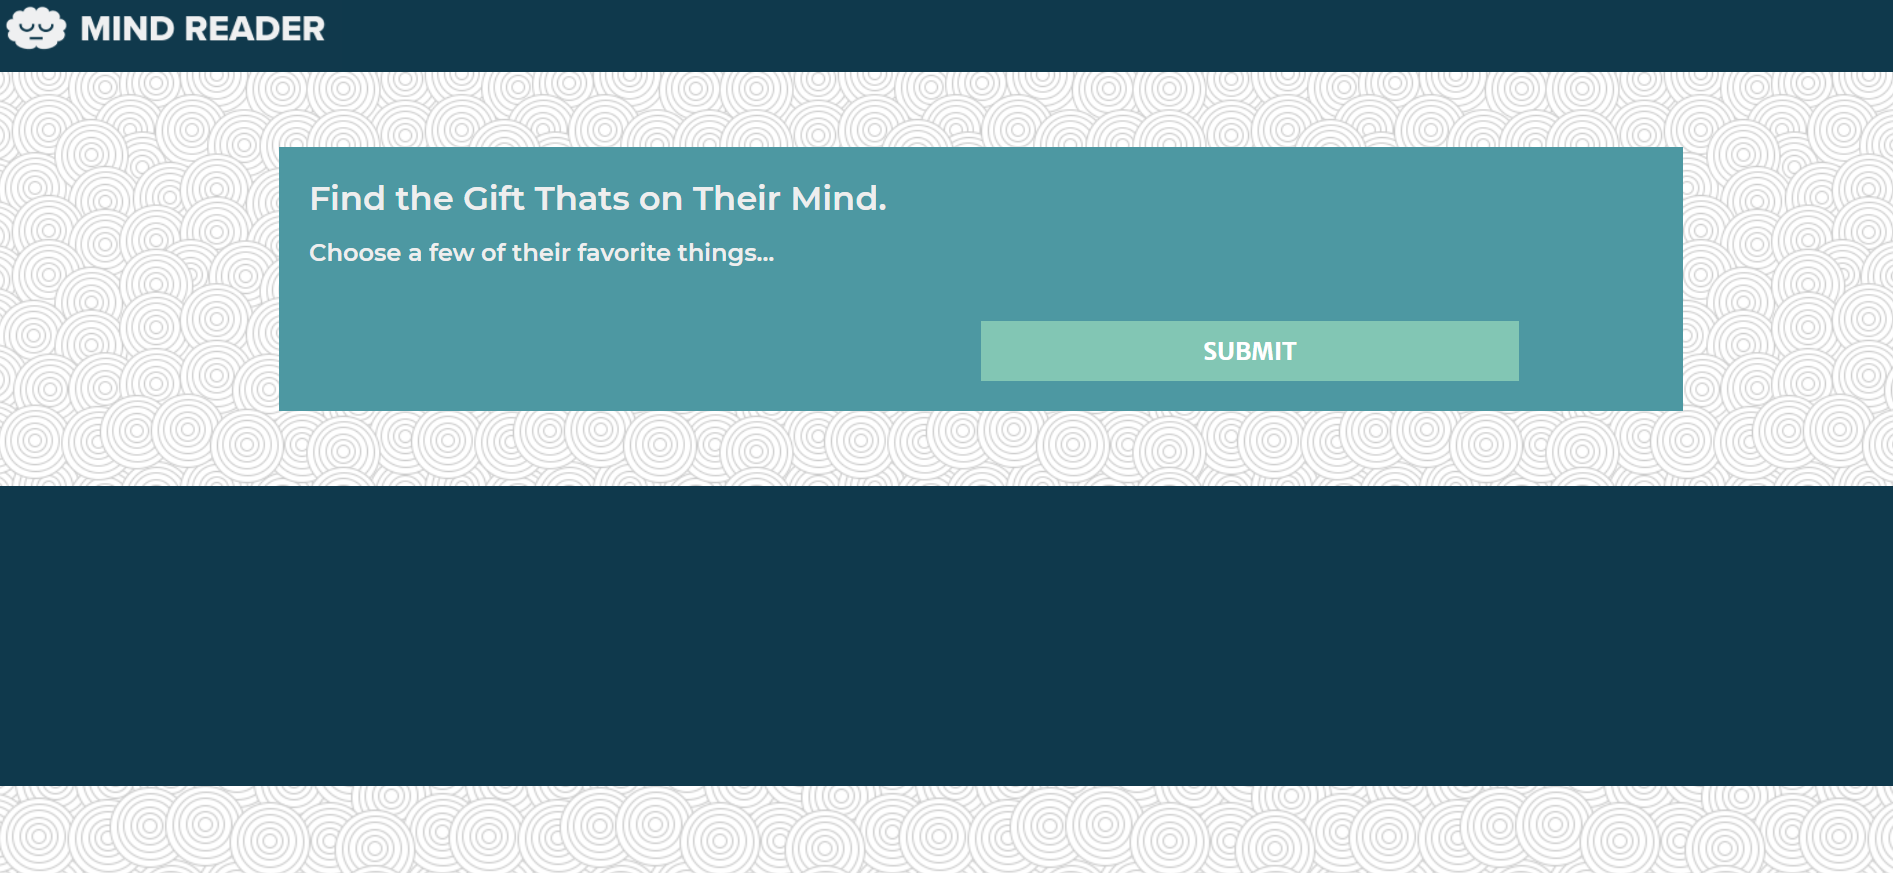 MIND READER
Find the Gift Thats on Their Mind.
Choose a few of their favorite things...
SUBMIT